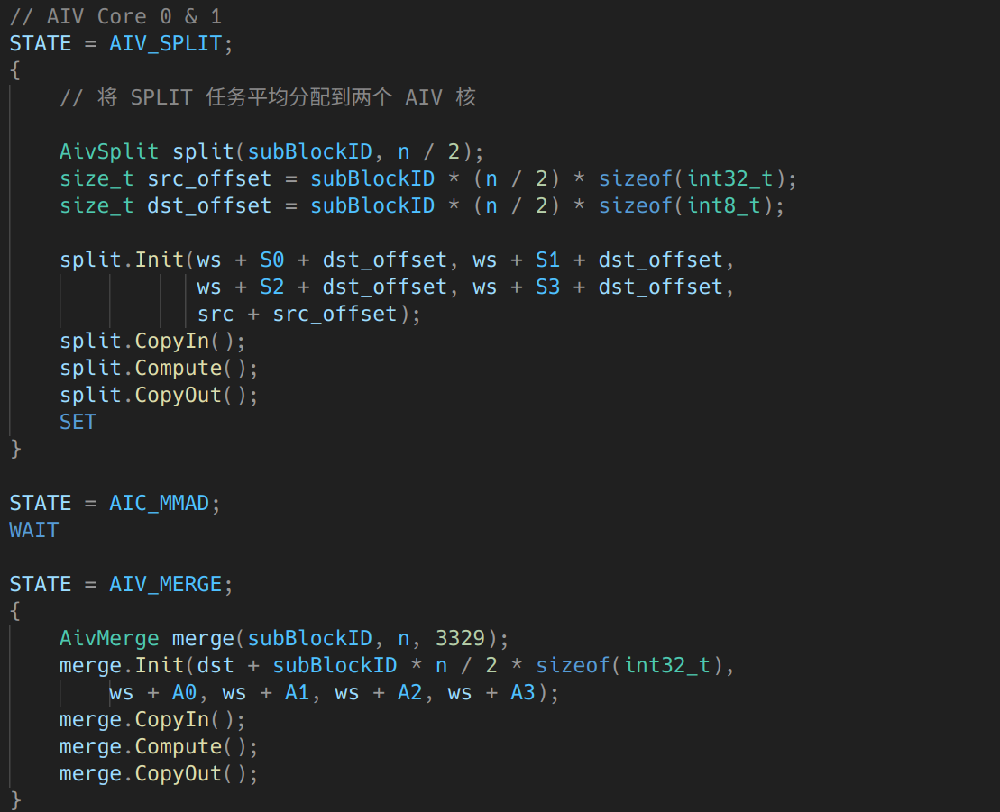 // AIV Core 0 & 1
STATE = AIV_SPLIT;
{
    // 将 SPLIT 任务平均分配到两个 AIV 核

    AivSplit split(subBlockID, n / 2);
    size_t src_offset = subBlockID * (n / 2) * sizeof(int32_t);
    size_t dst_offset = subBlockID * (n / 2) * sizeof(int8_t);

    split.Init(ws + S0 + dst_offset, ws + S1 + dst_offset,
               ws + S2 + dst_offset, ws + S3 + dst_offset,
               src + src_offset);
    split.CopyIn();
    split.Compute();
    split.CopyOut();
    SET
}

STATE = AIC_MMAD;
WAIT

STATE = AIV_MERGE;
{
    AivMerge merge(subBlockID, n, 3329);
    merge.Init(dst + subBlockID * n / 2 * sizeof(int32_t),
        ws + A0, ws + A1, ws + A2, ws + A3);
    merge.CopyIn();
    merge.Compute();
    merge.CopyOut();
}